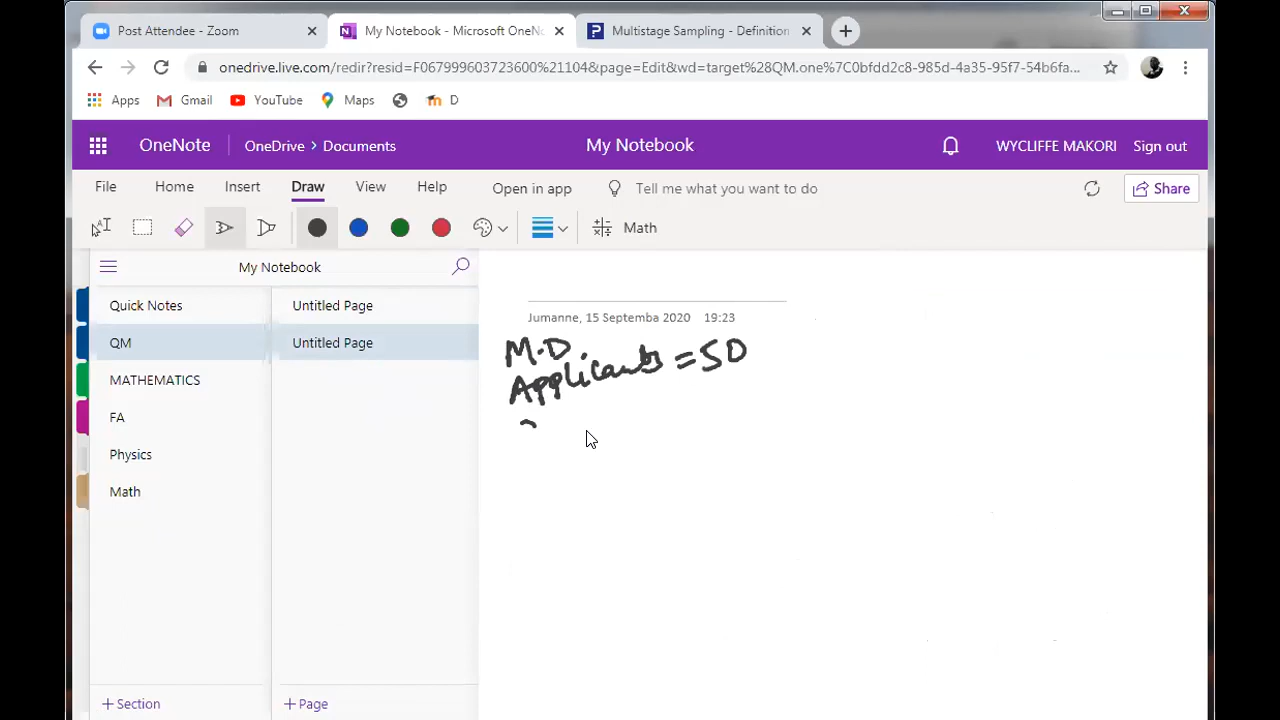 Post Attendee - Zoom
My Notebook - Microsoft OneNo
Multistage Sampling - Definition
onedrive.live.com/redir?resid=F067999603723600%21104&page=Edit&wd=target%28QM.one%7C0bfdd2c8-985d-4a35-95f7-54b6fa...
Apps Gmail YouTube Maps D
OneNote OneDrive > Documents My Notebook WYCLIFFE MAKORI Sign out
File Home Insert Draw View Help Open in app Tell me what you want to do Share
Math
My Notebook
Quick Notes
QM
MATHEMATICS
FA
Physics
Math
+ Section
Untitled Page
Untitled Page
+ Page
Jumanne, 15 Septemba 2020 19:23
M.D
Applicants = 50